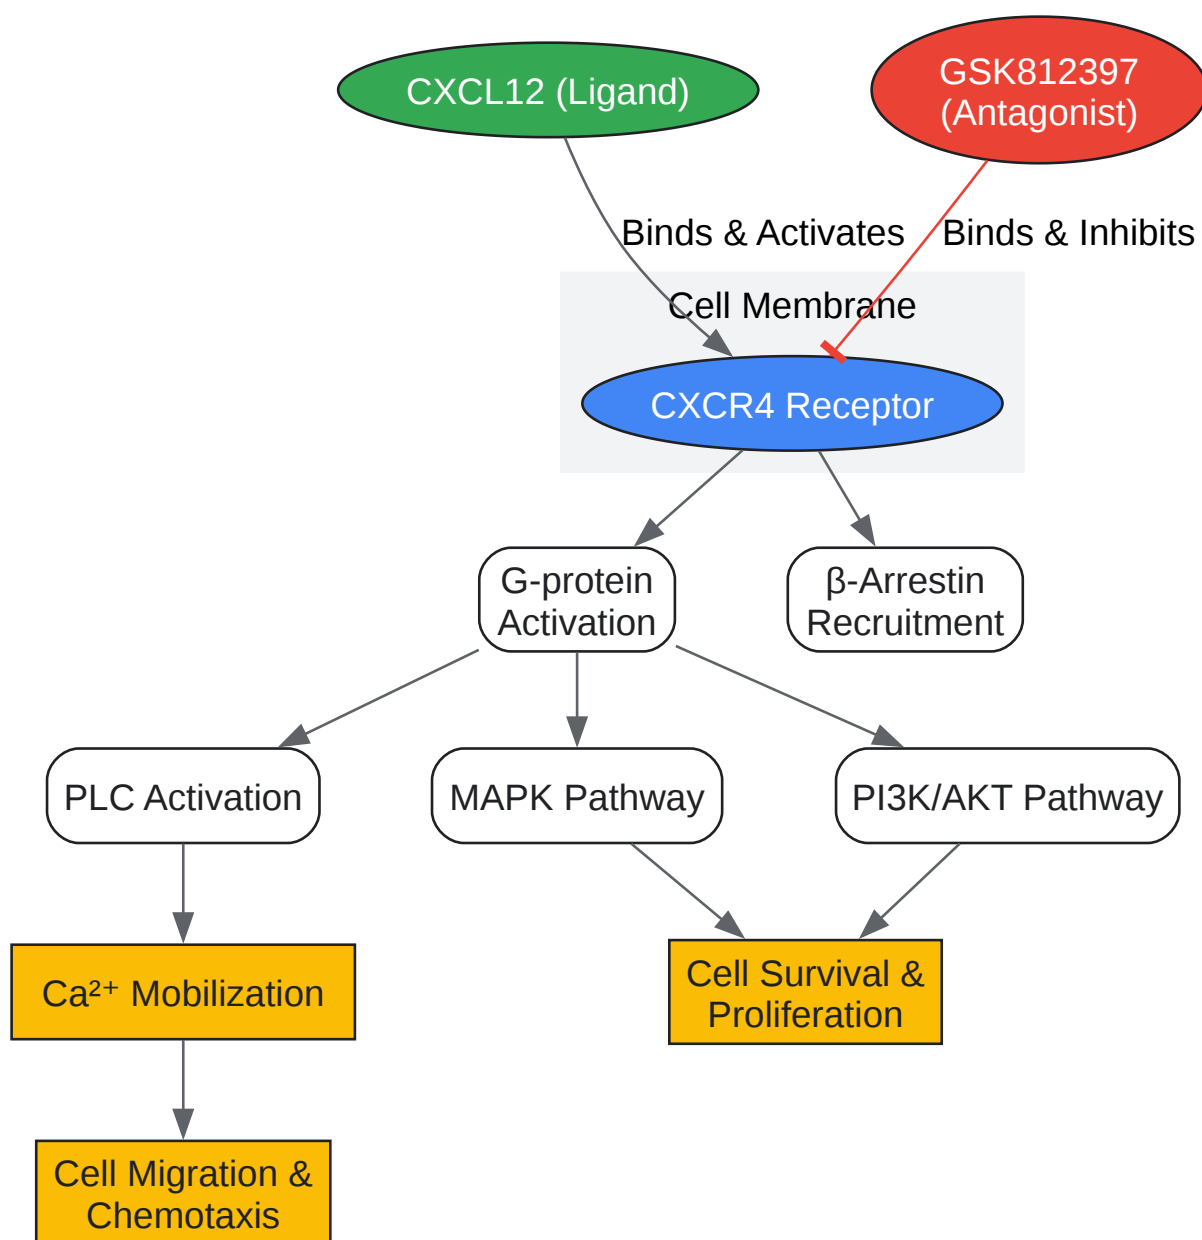 CXCL12 (Ligand)
GSK812397
(Antagonist)
Binds & Activates
Binds & Inhibits
Cell Membrane
CXCR4 Receptor
G-protein
Activation
β-Arrestin
Recruitment
PLC Activation
MAPK Pathway
PI3K/AKT Pathway
Ca²⁺ Mobilization
Cell Survival &
Proliferation
Cell Migration &
Chemotaxis